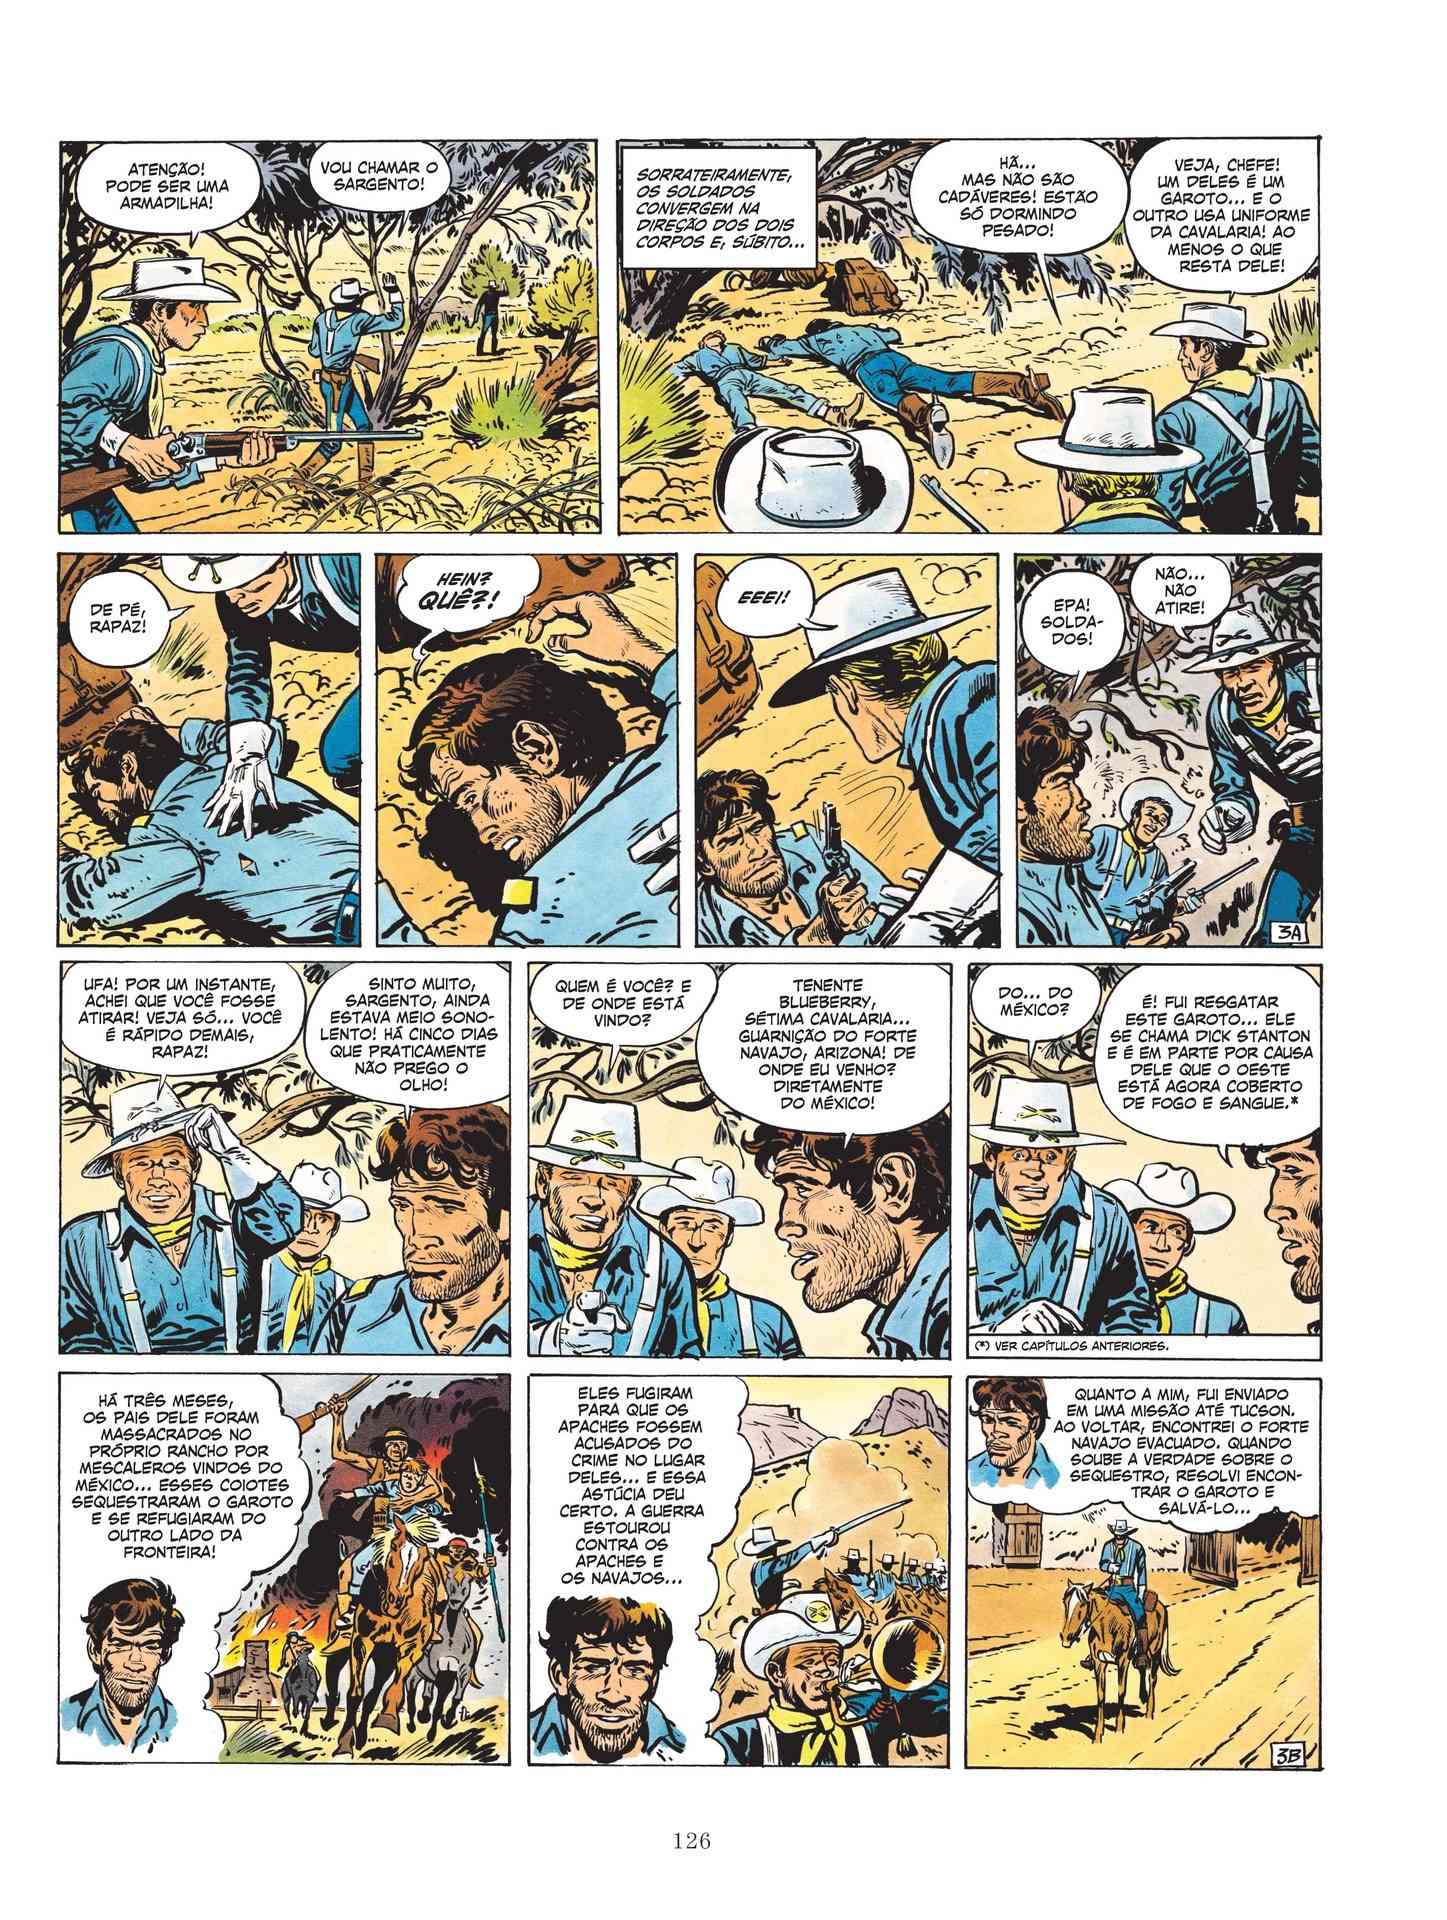 ATENÇÃO!
PODE SER UMA
ARMADILHA!
VOU CHAMAR O
SARGENTO!
SORRATEIRAMENTE,
OS SOLDADOS
CONVERGEM NA
DIREÇÃO DOS DOIS
CORPOS E, SÚBITO...
HÃ...
MAS NÃO SÃO
CADÁVERES! ESTÃO
SÓ DORMINDO
PESADO!
VEJA, CHEFE!
UM DELES É UM
GAROTO... E O
OUTRO USA UNIFORME
DA CAVALARIA! AO
MENOS O QUE
RESTA DELE!
DE PÉ,
RAPAZ!
HEIN?
QUÊ?!
EEEI!
EPA!
SOLDA-
DOS!
NÃO...
NÃO
ATIRE!
3A
UFA! POR UM INSTANTE,
ACHEI QUE VOCÊ FOSSE
ATIRAR! VEJA SÓ... VOCÊ
É RÁPIDO DEMAIS,
RAPAZ!
SINTO MUITO,
SARGENTO, AINDA
ESTAVA MEIO SONO-
LENTO! HÁ CINCO DIAS
QUE PRATICAMENTE
NÃO PREGO O
OLHO!
QUEM É VOCÊ? E
DE ONDE ESTÁ
VINDO?
TENENTE
BLUEBERRY,
SÉTIMA CAVALARIA...
GUARNIÇÃO DO FORTE
NAVAJO, ARIZONA! DE
ONDE EU VENHO?
DIRETAMENTE
DO MÉXICO!
DO... DO
MÉXICO?
É! FUI RESGATAR
ESTE GAROTO... ELE
SE CHAMA DICK STANTON
E É EM PARTE POR CAUSA
DELE QUE O OESTE
ESTÁ AGORA COBERTO
DE FOGO E SANGUE.*
(*) VER CAPÍTULOS ANTERIORES.
HÁ TRÊS MESES,
OS PAIS DELE FORAM
MASSACRADOS NO
PRÓPRIO RANCHO POR
MESCALEROS VINDOS DO
MÉXICO... ESSES COIOTES
SEQUESTRARAM O GAROTO
E SE REFUGIARAM DO
OUTRO LADO DA
FRONTEIRA!
ELES FUGIRAM
PARA QUE OS
APACHES FOSSEM
ACUSADOS DO
CRIME NO LUGAR
DELES... E ESSA
ASTÚCIA DEU
CERTO. A GUERRA
ESTOUROU
CONTRA OS
APACHES E
OS NAVAJOS...
QUANTO A MIM, FUI ENVIADO
EM UMA MISSÃO ATÉ TUCSON.
AO VOLTAR, ENCONTREI O FORTE
NAVAJO EVACUADO. QUANDO
SOUBE A VERDADE SOBRE O
SEQUESTRO, RESOLVI ENCON-
TRAR O GAROTO E
SALVÁ-LO...
3B
126